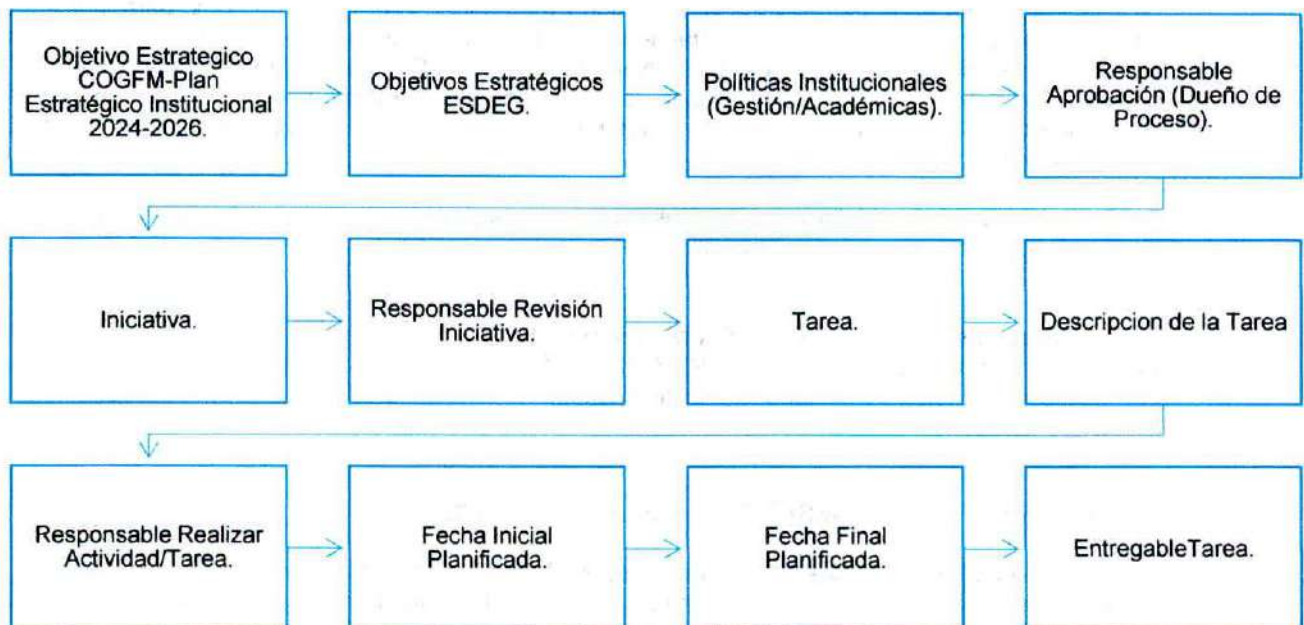 Objetivo Estrategico
COGFM-Plan
Estratégico Institucional
2024-2026.
Objetivos Estratégicos
ESDEG.
Políticas Institucionales
(Gestión/Académicas).
Responsable
Aprobación (Dueño de
Proceso).
Iniciativa.
Responsable Revisión
Iniciativa.
Tarea.
Descripcion de la Tarea
Responsable Realizar
Actividad/Tarea.
Fecha Inicial
Planificada.
Fecha Final
Planificada.
EntregableTarea.